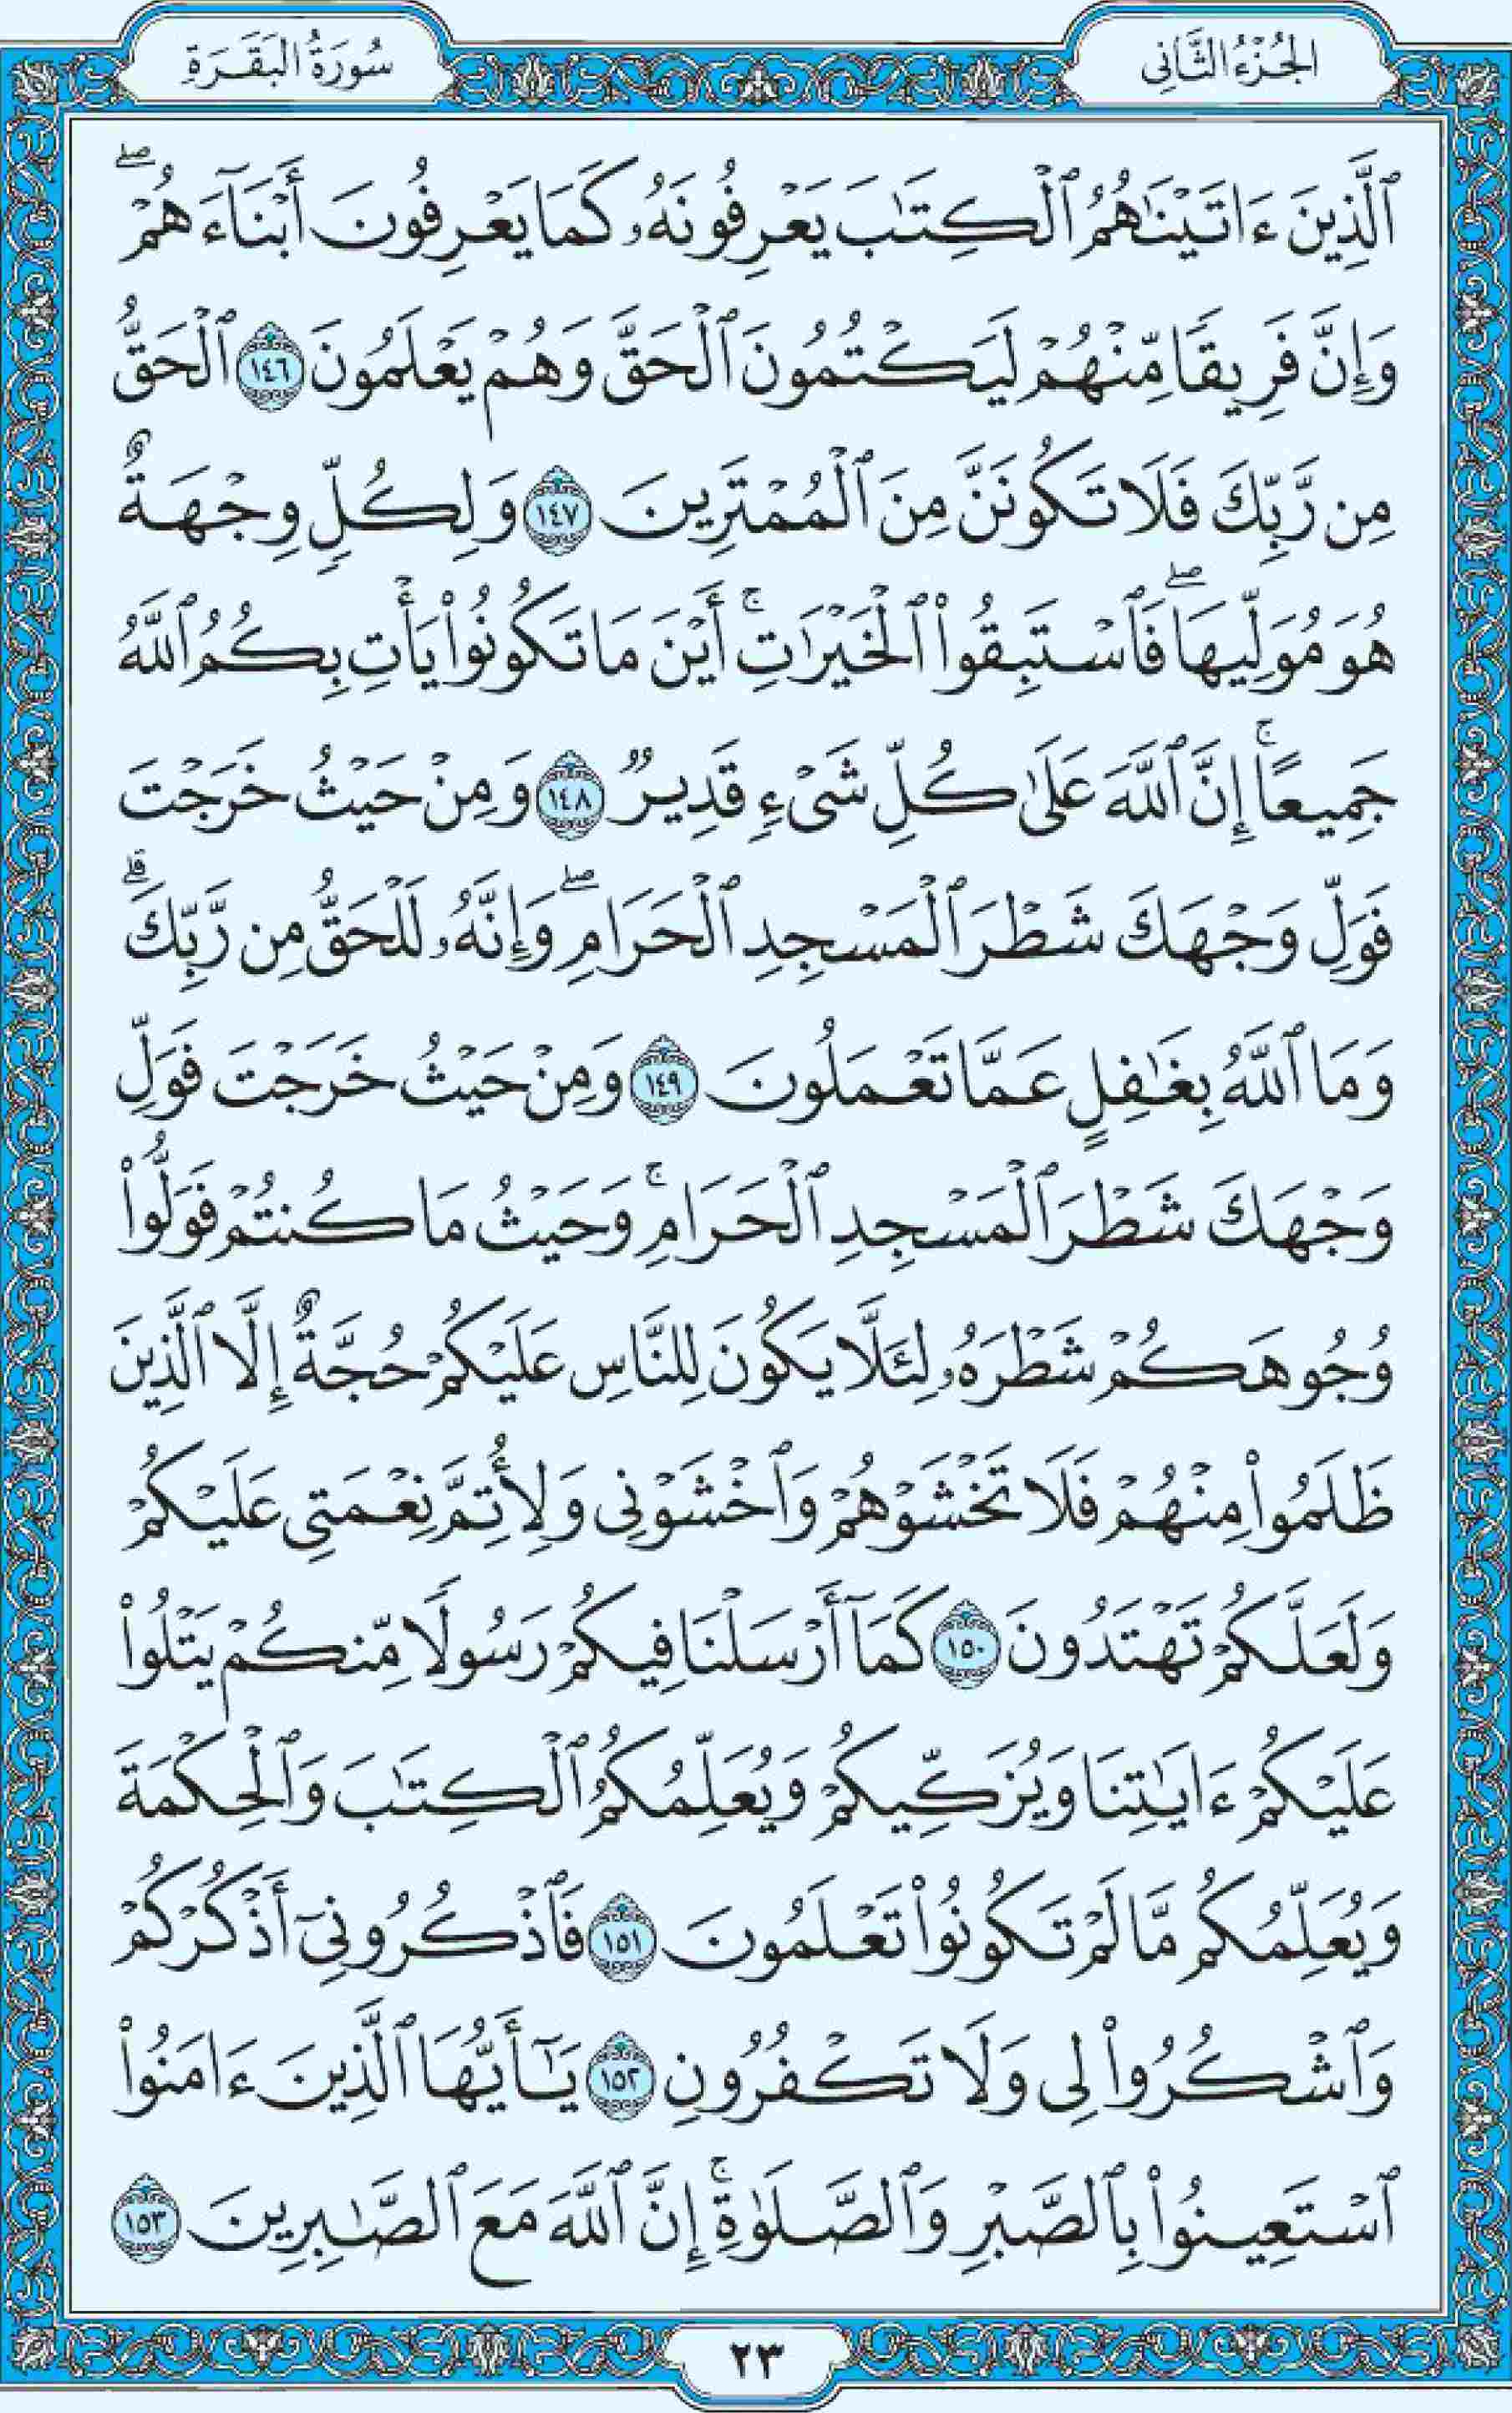 الجُزْءُ الثَّانِي
سُورَةُ البَقَرَةِ
ٱلَّذِينَ ءَاتَيْنَٰهُمُ ٱلْكِتَٰبَ يَعْرِفُونَهُۥ كَمَا يَعْرِفُونَ أَبْنَآءَهُمْۖ
وَإِنَّ فَرِيقًا مِّنْهُمْ لَيَكْتُمُونَ ٱلْحَقَّ وَهُمْ يَعْلَمُونَ ١٤٦ ٱلْحَقُّ
مِن رَّبِّكَ فَلَا تَكُونَنَّ مِنَ ٱلْمُمْتَرِينَ ١٤٧ وَلِكُلٍّ وِجْهَةٌ
هُوَ مُوَلِّيهَاۖ فَٱسْتَبِقُوا۟ ٱلْخَيْرَٰتِۚ أَيْنَ مَا تَكُونُوا۟ يَأْتِ بِكُمُ ٱللَّهُ
جَمِيعًاۚ إِنَّ ٱللَّهَ عَلَىٰ كُلِّ شَىْءٍ قَدِيرٌ ١٤٨ وَمِنْ حَيْثُ خَرَجْتَ
فَوَلِّ وَجْهَكَ شَطْرَ ٱلْمَسْجِدِ ٱلْحَرَامِۖ وَإِنَّهُۥ لَلْحَقُّ مِن رَّبِّكَۗ
وَمَا ٱللَّهُ بِغَٰفِلٍ عَمَّا تَعْمَلُونَ ١٤٩ وَمِنْ حَيْثُ خَرَجْتَ فَوَلِّ
وَجْهَكَ شَطْرَ ٱلْمَسْجِدِ ٱلْحَرَامِۚ وَحَيْثُ مَا كُنتُمْ فَوَلُّوا۟
وُجُوهَكُمْ شَطْرَهُۥ لِئَلَّا يَكُونَ لِلنَّاسِ عَلَيْكُمْ حُجَّةٌ إِلَّا ٱلَّذِينَ
ظَلَمُوا۟ مِنْهُمْ فَلَا تَخْشَوْهُمْ وَٱخْشَوْنِى وَلِأُتِمَّ نِعْمَتِى عَلَيْكُمْ
وَلَعَلَّكُمْ تَهْتَدُونَ ١٥٠ كَمَآ أَرْسَلْنَا فِيكُمْ رَسُولًا مِّنكُمْ يَتْلُوا۟
عَلَيْكُمْ ءَايَٰتِنَا وَيُزَكِّيكُمْ وَيُعَلِّمُكُمُ ٱلْكِتَٰبَ وَٱلْحِكْمَةَ
وَيُعَلِّمُكُم مَّا لَمْ تَكُونُوا۟ تَعْلَمُونَ ١٥١ فَٱذْكُرُونِىٓ أَذْكُرْكُمْ
وَٱشْكُرُوا۟ لِى وَلَا تَكْفُرُونِ ١٥٢ يَٰٓأَيُّهَا ٱلَّذِينَ ءَامَنُوا۟
ٱسْتَعِينُوا۟ بِٱلصَّبْرِ وَٱلصَّلَوٰةِۚ إِنَّ ٱللَّهَ مَعَ ٱلصَّٰبِرِينَ ١٥٣
٢٣